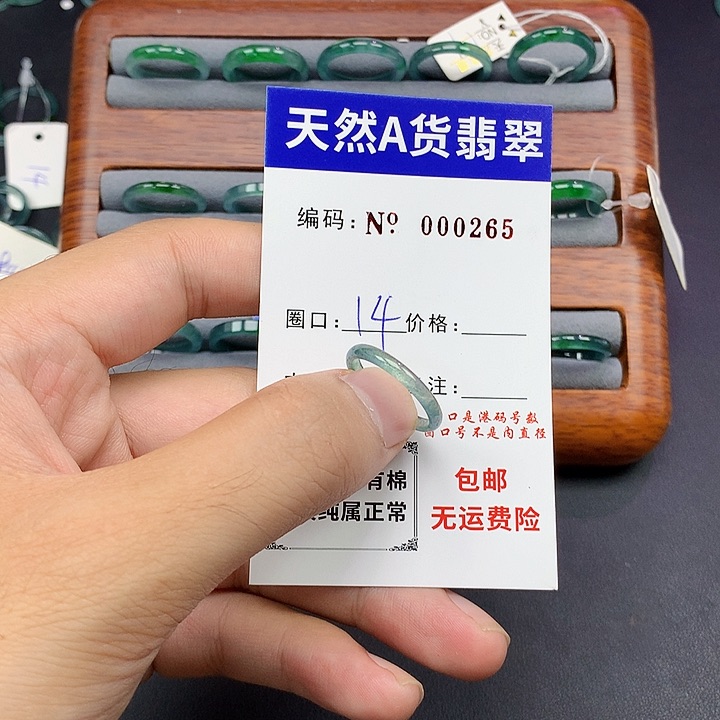 天然A货翡翠
编码：Nº 000265
圈口：14 价格：
注：
口是港码号数
圈口号不是内直径
有棉
纯属正常
包邮
无运费险
14